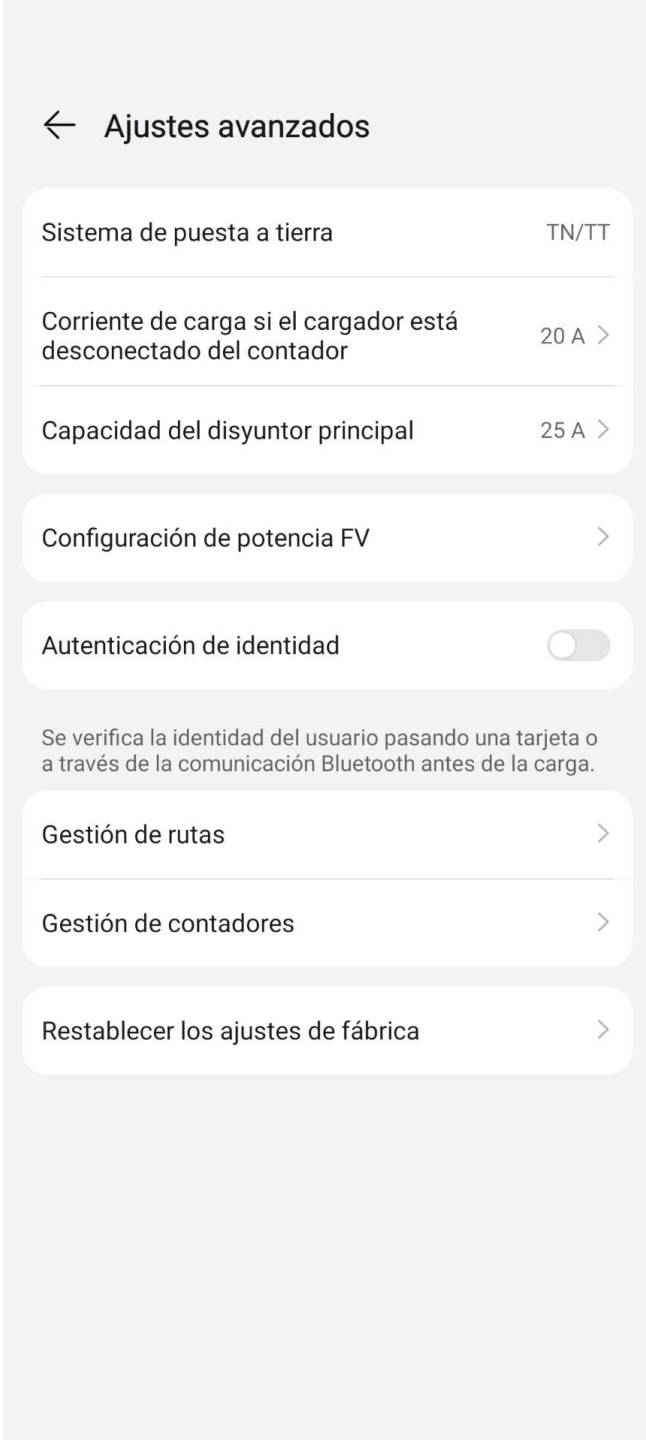 Ajustes avanzados
Sistema de puesta a tierra TN/TT
Corriente de carga si el cargador está
desconectado del contador 20 A
Capacidad del disyuntor principal 25 A
Configuración de potencia FV
Autenticación de identidad
Se verifica la identidad del usuario pasando una tarjeta o
a través de la comunicación Bluetooth antes de la carga.
Gestión de rutas
Gestión de contadores
Restablecer los ajustes de fábrica